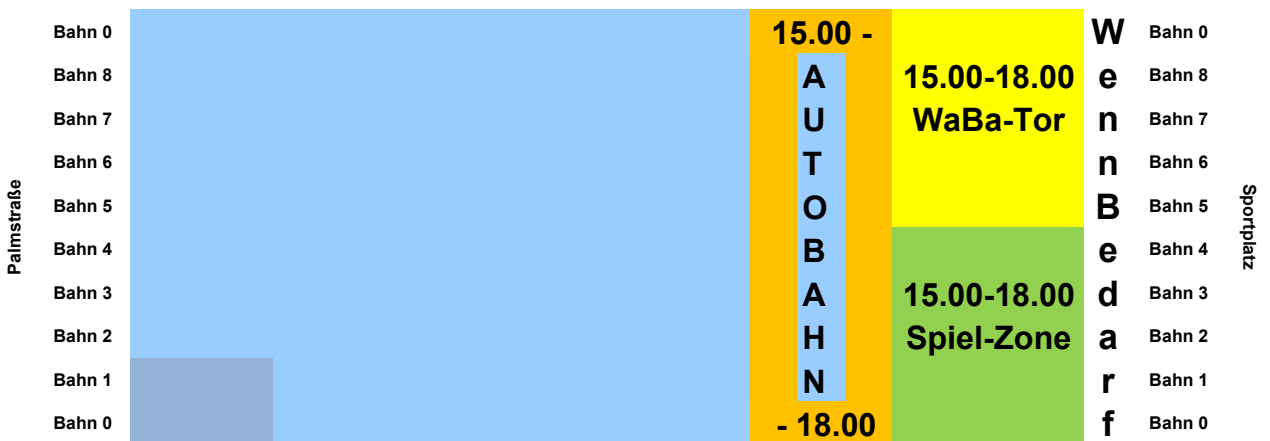 Palmstraße
Bahn 0
Bahn 8
Bahn 7
Bahn 6
Bahn 5
Bahn 4
Bahn 3
Bahn 2
Bahn 1
Bahn 0
15.00 -
A
U
T
O
B
A
H
N
- 18.00
15.00-18.00
WaBa-Tor
15.00-18.00
Spiel-Zone
W
e
n
n
B
e
d
a
r
f
Bahn 0
Bahn 8
Bahn 7
Bahn 6
Bahn 5
Bahn 4
Bahn 3
Bahn 2
Bahn 1
Bahn 0
Sportplatz